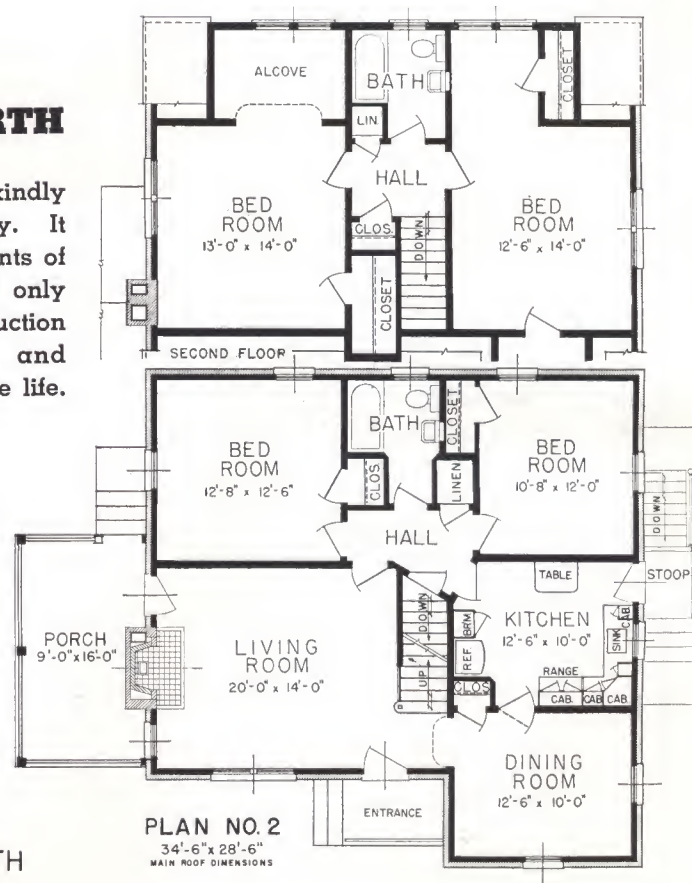 RTH
kindly
y. It
nts of
only
uction
and
e life.
ALCOVE
BATH
CLOSET
LIN
HALL
BED
ROOM
13'-0" x 14'-0"
CLOS.
DOWN
CLOSET
BED
ROOM
12'-6" x 14'-0"
SECOND FLOOR
BED
ROOM
12'-8" x 12'-6"
BATH
CLOSET
CLOS
LINEN
BED
ROOM
10'-8" x 12'-0"
HALL
DOWN
STOOP
TABLE
PORCH
9'-0"x16'-0"
LIVING
ROOM
20'-0" x 14'-0"
DOWN
UP
BRM
REF
KITCHEN
12'-6" x 10'-0"
SINK
CAB.
RANGE
CAB.
CAB
CAB.
CLOS
DINING
ROOM
12'-6" x 10'-0"
ENTRANCE
PLAN NO. 2
34'-6" x 28'-6"
MAIN ROOF DIMENSIONS
TH